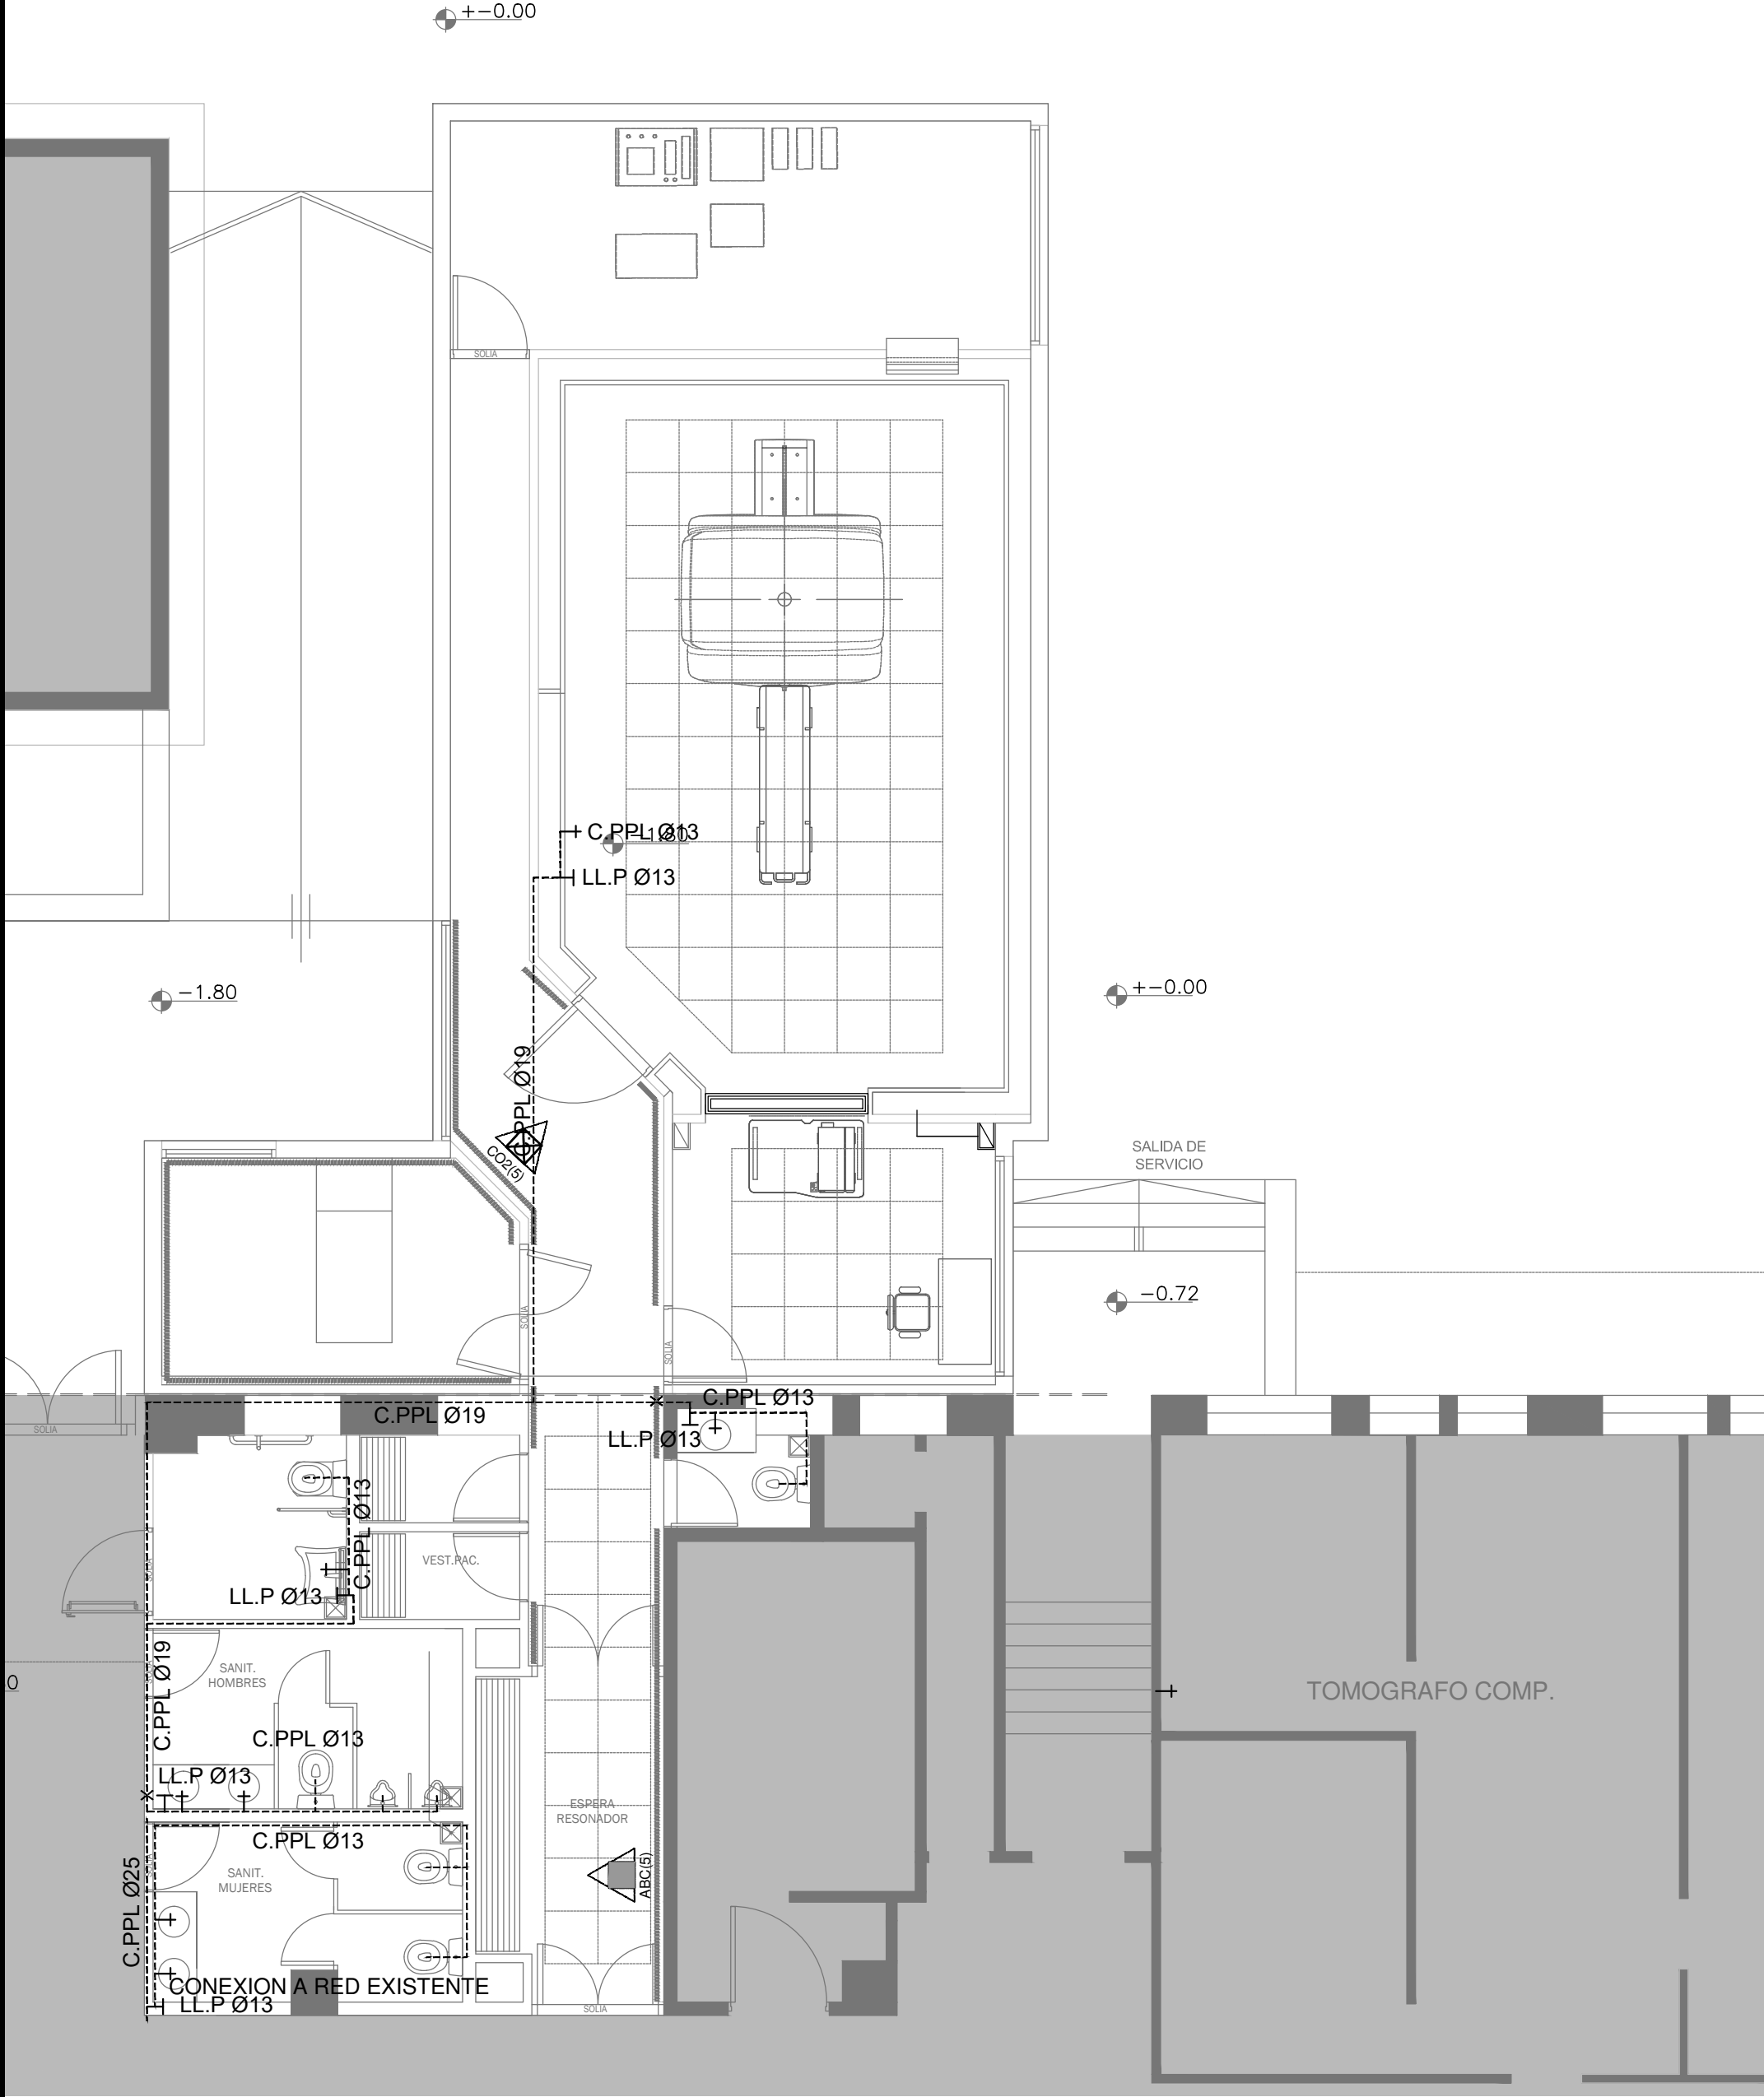 +-0.00
SOLIA
C.PPL Ø13
-1.80
LL.P Ø13
-1.80
+-0.00
C.PPL Ø19
CO2(5)
SALIDA DE
SERVICIO
-0.72
SOLIA
SOLIA
C.PPL Ø13
C.PPL Ø19
SOLIA
LL.P Ø13
C.PPL Ø13
VEST.PAC.
SOLIA
LL.P Ø13
C.PPL Ø19
SANIT.
HOMBRES
TOMOGRAFO COMP.
C.PPL Ø13
LL.P Ø13
ESPERA
RESONADOR
C.PPL Ø13
SANIT.
MUJERES
ABC(5)
C.PPL Ø25
CONEXION A RED EXISTENTE
LL.P Ø13
SOLIA